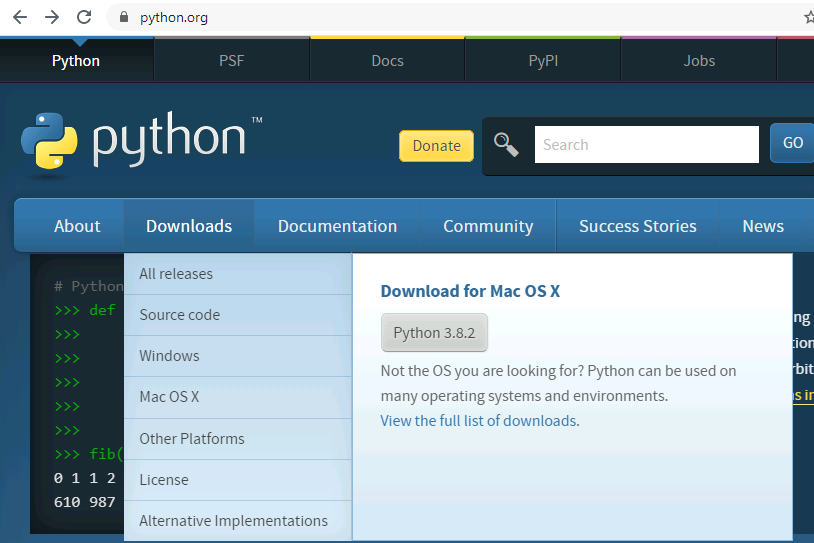 python.org
Python PSF Docs PyPI Jobs
python™
Donate Search GO
About Downloads Documentation Community Success Stories News
All releases
Source code
Windows
Mac OS X
Other Platforms
License
Alternative Implementations
Download for Mac OS X
Python 3.8.2
Not the OS you are looking for? Python can be used on
many operating systems and environments.
View the full list of downloads.
# Python
>>> def
>>>
>>>
>>>
>>>
>>>
>>> fib(
0 1 1 2
610 987